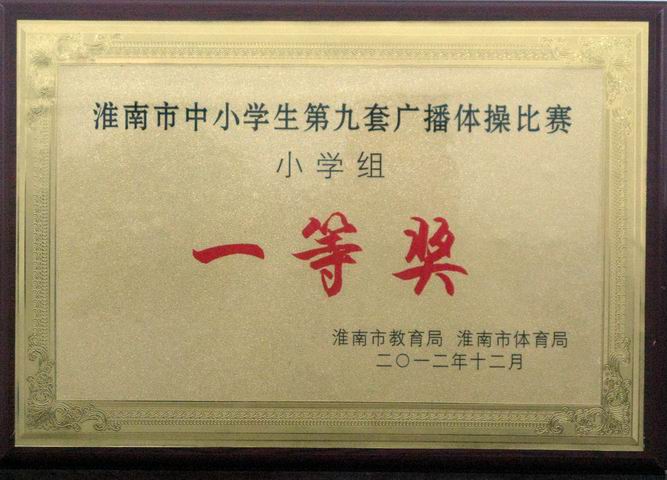 淮南市中小学生第九套广播体操比赛
小学组
一等奖
淮南市教育局 淮南市体育局
二〇一二年十二月